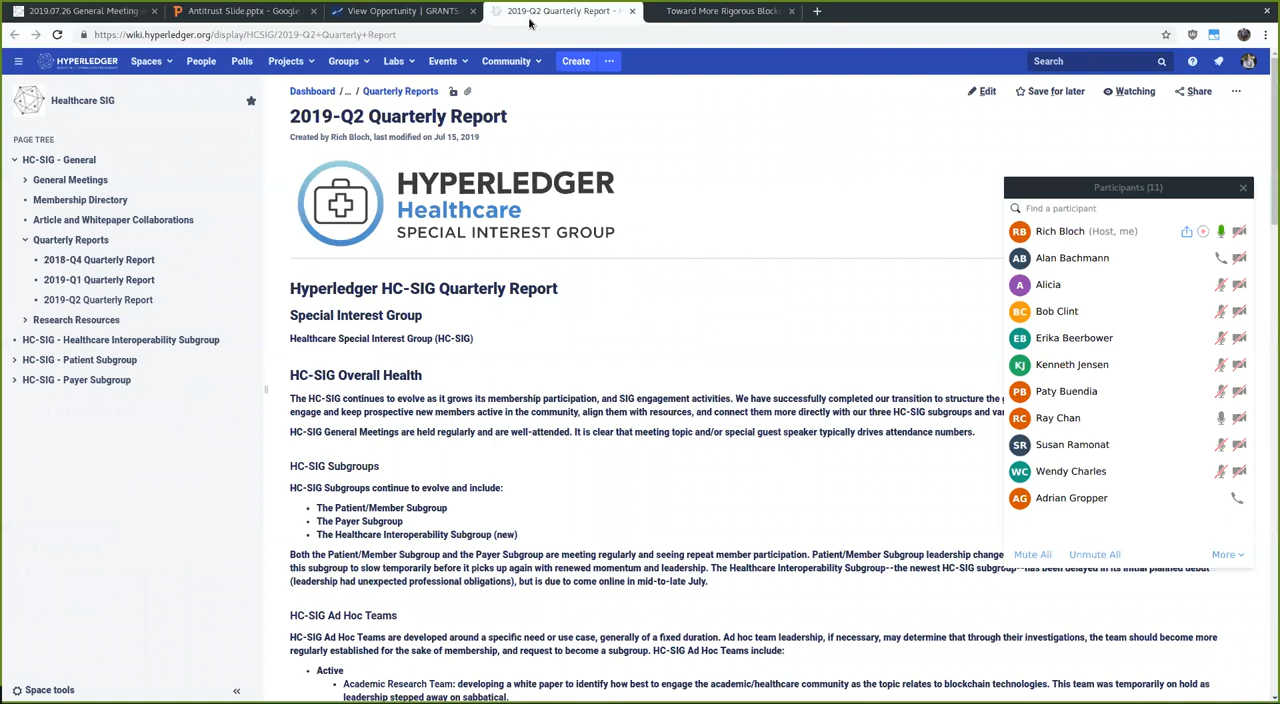 2019.07.26 General Meeting -
Antitrust Slide.pptx - Google
View Opportunity | GRANTS.
2019-Q2 Quarterly Report -
Toward More Rigorous Block
https://wiki.hyperledger.org/display/HCSIG/2019-Q2+Quarterly+Report
HYPERLEDGER
Spaces
People
Polls
Projects
Groups
Labs
Events
Community
Create
Search
Healthcare SIG
PAGE TREE
HC-SIG - General
General Meetings
Membership Directory
Article and Whitepaper Collaborations
Quarterly Reports
2018-Q4 Quarterly Report
2019-Q1 Quarterly Report
2019-Q2 Quarterly Report
Research Resources
HC-SIG - Healthcare Interoperability Subgroup
HC-SIG - Patient Subgroup
HC-SIG - Payer Subgroup
Space tools
Dashboard /... / Quarterly Reports
Edit
Save for later
Watching
Share
2019-Q2 Quarterly Report
Created by Rich Bloch, last modified on Jul 15, 2019
HYPERLEDGER
Healthcare
SPECIAL INTEREST GROUP
Hyperledger HC-SIG Quarterly Report
Special Interest Group
Healthcare Special Interest Group (HC-SIG)
HC-SIG Overall Health
The HC-SIG continues to evolve as it grows its membership participation, and SIG engagement activities. We have successfully completed our transition to structure the
engage and keep prospective new members active in the community, align them with resources, and connect them more directly with our three HC-SIG subgroups and
HC-SIG General Meetings are held regularly and are well-attended. It is clear that meeting topic and/or special guest speaker typically drives attendance numbers.
HC-SIG Subgroups
HC-SIG Subgroups continue to evolve and include:
The Patient/Member Subgroup
The Payer Subgroup
The Healthcare Interoperability Subgroup (new)
Both the Patient/Member Subgroup and the Payer Subgroup are meeting regularly and seeing repeat member participation. Patient/Member Subgroup leadership change
this subgroup to slow temporarily before it picks up again with renewed momentum and leadership. The Healthcare Interoperability Subgroup--the newest HC-SIG subgroup--has been delayed in its initial planned debut
(leadership had unexpected professional obligations), but is due to come online in mid-to-late July.
HC-SIG Ad Hoc Teams
HC-SIG Ad Hoc Teams are developed around a specific need or use case, generally of a fixed duration. Ad hoc team leadership, if necessary, may determine that through their investigations, the team should become more
regularly established for the sake of membership, and request to become a subgroup. HC-SIG Ad Hoc Teams include:
Active
Academic Research Team: developing a white paper to identify how best to engage the academic/healthcare community as the topic relates to blockchain technologies. This team was temporarily on hold as
leadership stepped away on sabbatical.
Participants (11)
Find a participant
RB Rich Bloch (Host, me)
AB Alan Bachmann
A Alicia
BC Bob Clint
EB Erika Beerbower
KJ Kenneth Jensen
PB Paty Buendia
RC Ray Chan
SR Susan Ramonat
WC Wendy Charles
AG Adrian Gropper
Mute All
Unmute All
More